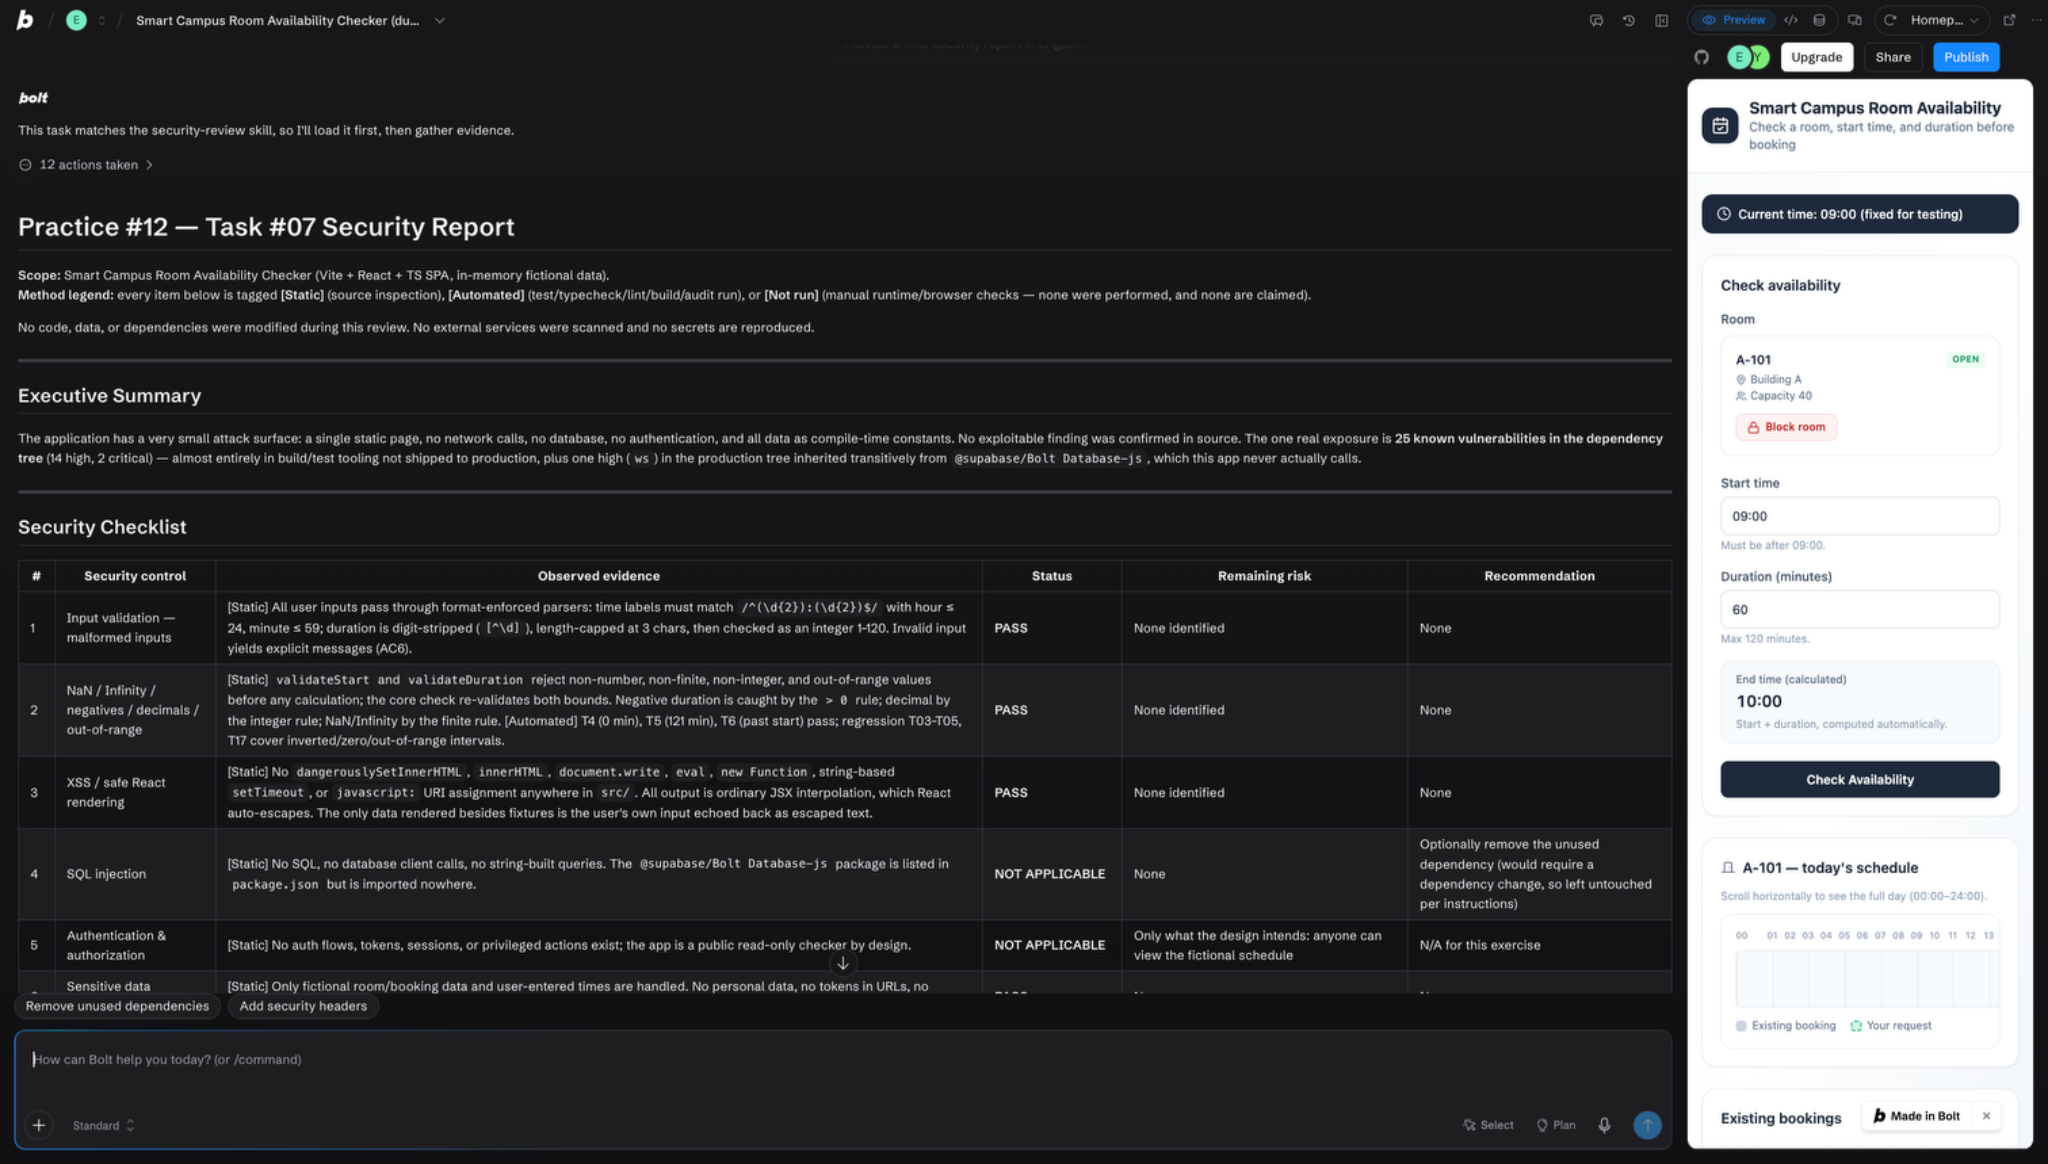 b / E / Smart Campus Room Availability Checker (du...
Preview
Homep...
E Y Upgrade Share Publish
Provide a final security report in English.
bolt
This task matches the security-review skill, so I'll load it first, then gather evidence.
12 actions taken
Practice #12 — Task #07 Security Report
Scope: Smart Campus Room Availability Checker (Vite + React + TS SPA, in-memory fictional data).
Method legend: every item below is tagged [Static] (source inspection), [Automated] (test/typecheck/lint/build/audit run), or [Not run] (manual runtime/browser checks — none were performed, and none are claimed).
No code, data, or dependencies were modified during this review. No external services were scanned and no secrets are reproduced.
Executive Summary
The application has a very small attack surface: a single static page, no network calls, no database, no authentication, and all data as compile-time constants. No exploitable finding was confirmed in source. The one real exposure is 25 known vulnerabilities in the dependency
tree (14 high, 2 critical) — almost entirely in build/test tooling not shipped to production, plus one high ( ws ) in the production tree inherited transitively from @supabase/Bolt Database-js , which this app never actually calls.
Security Checklist
# Security control Observed evidence Status Remaining risk Recommendation
1
Input validation —
malformed inputs
[Static] All user inputs pass through format-enforced parsers: time labels must match /^(\d{2}):(\d{2})$/ with hour ≤
24, minute ≤ 59; duration is digit-stripped ( [^\d] ), length-capped at 3 chars, then checked as an integer 1-120. Invalid input
yields explicit messages (AC6).
PASS
None identified
None
2
NaN / Infinity /
negatives / decimals /
out-of-range
[Static] validateStart and validateDuration reject non-number, non-finite, non-integer, and out-of-range values
before any calculation; the core check re-validates both bounds. Negative duration is caught by the > 0 rule; decimal by
the integer rule; NaN/Infinity by the finite rule. [Automated] T4 (0 min), T5 (121 min), T6 (past start) pass; regression T03-T05,
T17 cover inverted/zero/out-of-range intervals.
PASS
None identified
None
3
XSS / safe React
rendering
[Static] No dangerouslySetInnerHTML , innerHTML , document.write , eval , new Function , string-based
setTimeout , or javascript: URI assignment anywhere in src/ . All output is ordinary JSX interpolation, which React
auto-escapes. The only data rendered besides fixtures is the user's own input echoed back as escaped text.
PASS
None identified
None
4
SQL injection
[Static] No SQL, no database client calls, no string-built queries. The @supabase/Bolt Database-js package is listed in
package.json but is imported nowhere.
NOT APPLICABLE
None
Optionally remove the unused
dependency (would require a
dependency change, so left untouched
per instructions)
5
Authentication &
authorization
[Static] No auth flows, tokens, sessions, or privileged actions exist; the app is a public read-only checker by design.
NOT APPLICABLE
Only what the design intends: anyone can
view the fictional schedule
N/A for this exercise
Sensitive data
[Static] Only fictional room/booking data and user-entered times are handled. No personal data, no tokens in URLs, no
Remove unused dependencies
Add security headers
How can Bolt help you today? (or /command)
Standard
Select
Plan
Smart Campus Room Availability
Check a room, start time, and duration before
booking
Current time: 09:00 (fixed for testing)
Check availability
Room
A-101
OPEN
Building A
Capacity 40
Block room
Start time
09:00
Must be after 09:00.
Duration (minutes)
60
Max 120 minutes.
End time (calculated)
10:00
Start + duration, computed automatically.
Check Availability
A-101 — today's schedule
Scroll horizontally to see the full day (00:00–24:00).
00 01 02 03 04 05 06 07 08 09 10 11 12 13
Existing booking
Your request
Existing bookings
b Made in Bolt